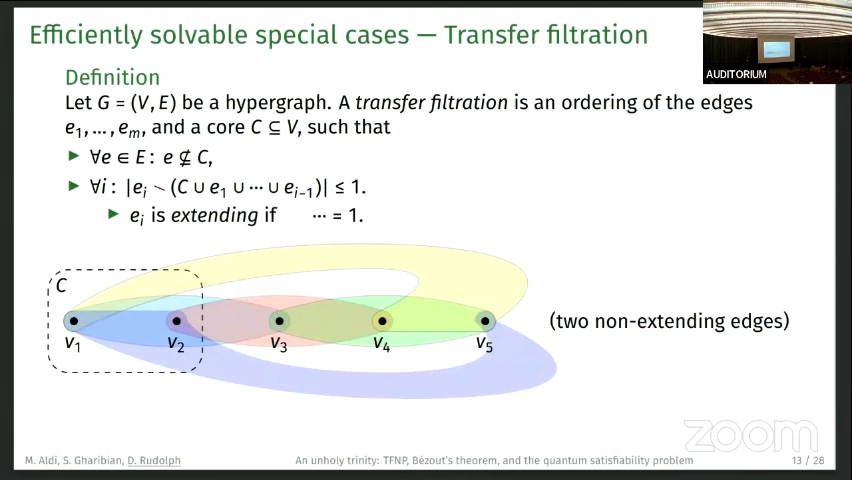 Efficiently solvable special cases — Transfer filtration
AUDITORIUM
Definition
Let G = (V, E) be a hypergraph. A transfer filtration is an ordering of the edges
e₁, ..., eₘ, and a core C ⊆ V, such that
▶ ∀e ∈ E: e ⊈ C,
▶ ∀i: |eᵢ ∖ (C ∪ e₁ ∪ ⋯ ∪ eᵢ₋₁)| ≤ 1.
▶ eᵢ is extending if ⋯ = 1.
C
v₁ v₂ v₃ v₄ v₅
(two non-extending edges)
zoom
M. Aldi, S. Gharibian, D. Rudolph An unholy trinity: TFNP, Bézout's theorem, and the quantum satisfiability problem 13 / 28